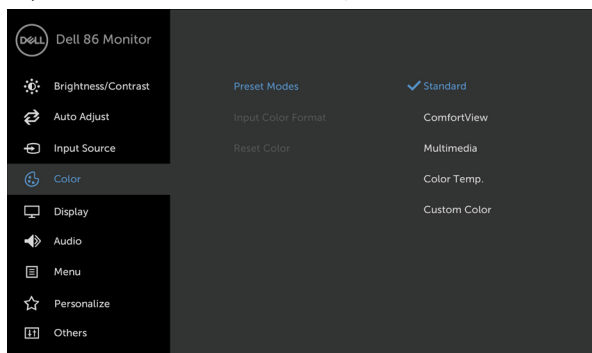 DELL Dell 86 Monitor
Brightness/Contrast
Auto Adjust
Input Source
Color
Display
Audio
Menu
Personalize
Others
Preset Modes
Input Color Format
Reset Color
Standard
ComfortView
Multimedia
Color Temp.
Custom Color